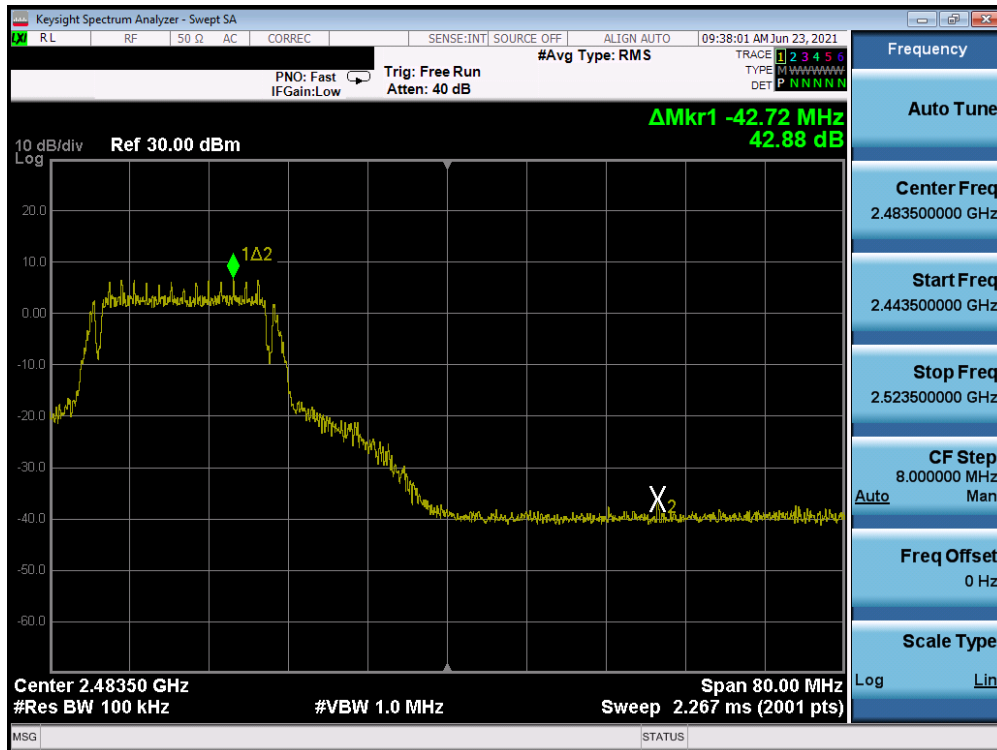 Keysight Spectrum Analyzer - Swept SA
LXI RL RF 50 Ω AC CORREC SENSE:INT SOURCE OFF ALIGN AUTO 09:38:01 AM Jun 23, 2021
#Avg Type: RMS
TRACE 1 2 3 4 5 6
TYPE M WWWWW
DET P N N N N N
PNO: Fast
IFGain:Low
Trig: Free Run
Atten: 40 dB
ΔMkr1 -42.72 MHz
42.88 dB
10 dB/div
Log
Ref 30.00 dBm
20.0
10.0
0.00
-10.0
-20.0
-30.0
-40.0
-50.0
-60.0
1Δ2
X2
Center 2.48350 GHz
Span 80.00 MHz
#Res BW 100 kHz
#VBW 1.0 MHz
Sweep 2.267 ms (2001 pts)
MSG
STATUS
Frequency
Auto Tune
Center Freq
2.483500000 GHz
Start Freq
2.443500000 GHz
Stop Freq
2.523500000 GHz
CF Step
8.000000 MHz
Auto Man
Freq Offset
0 Hz
Scale Type
Log Lin